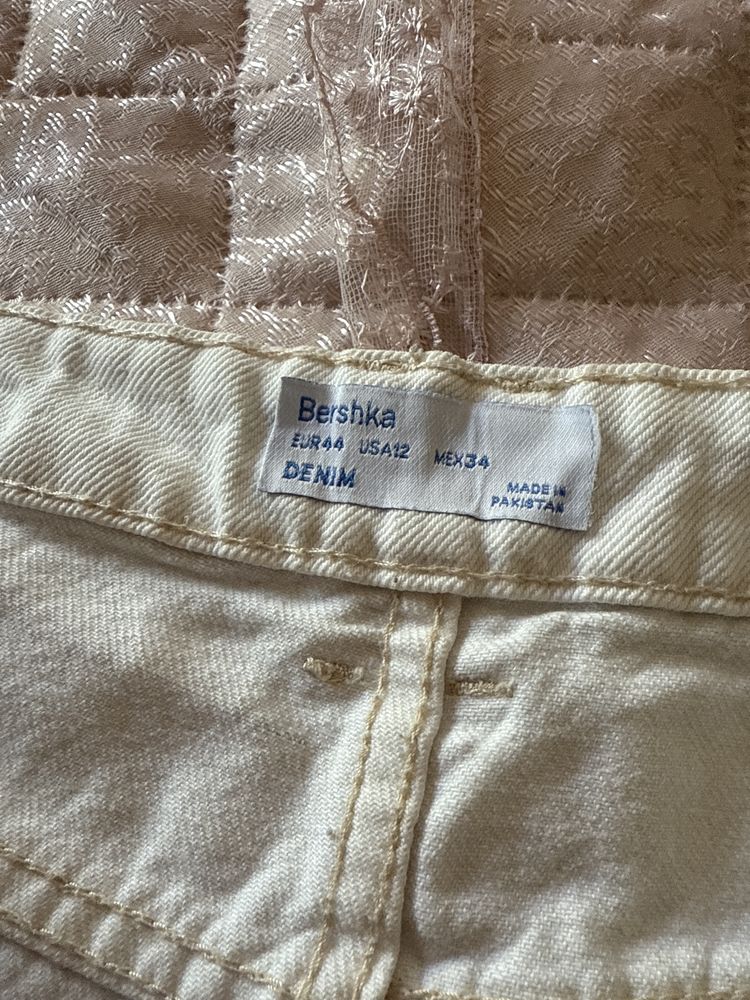 Bershka
EUR44 USA12 MEX34
DENIM
MADE IN
PAKISTAN